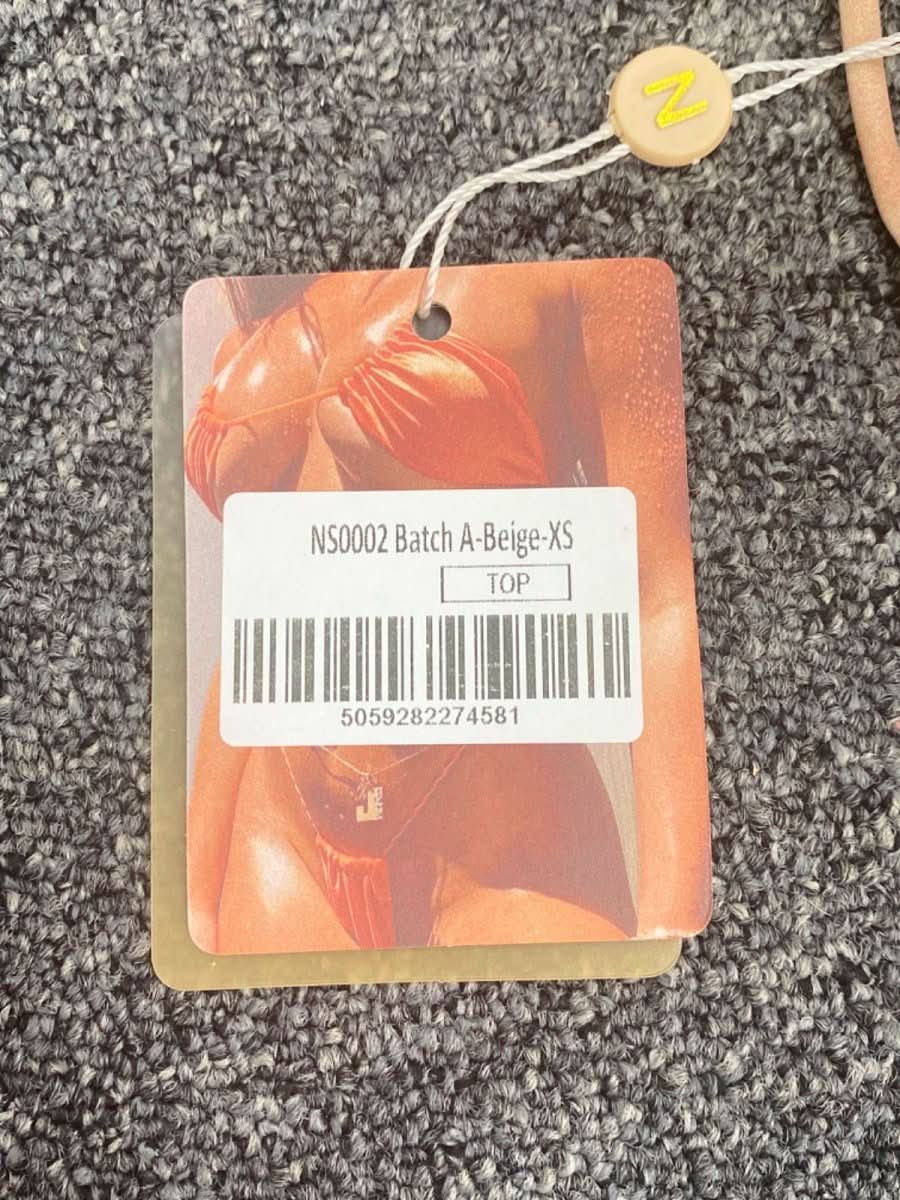 N
NS0002 Batch A-Beige-XS
TOP
5059282274581
J